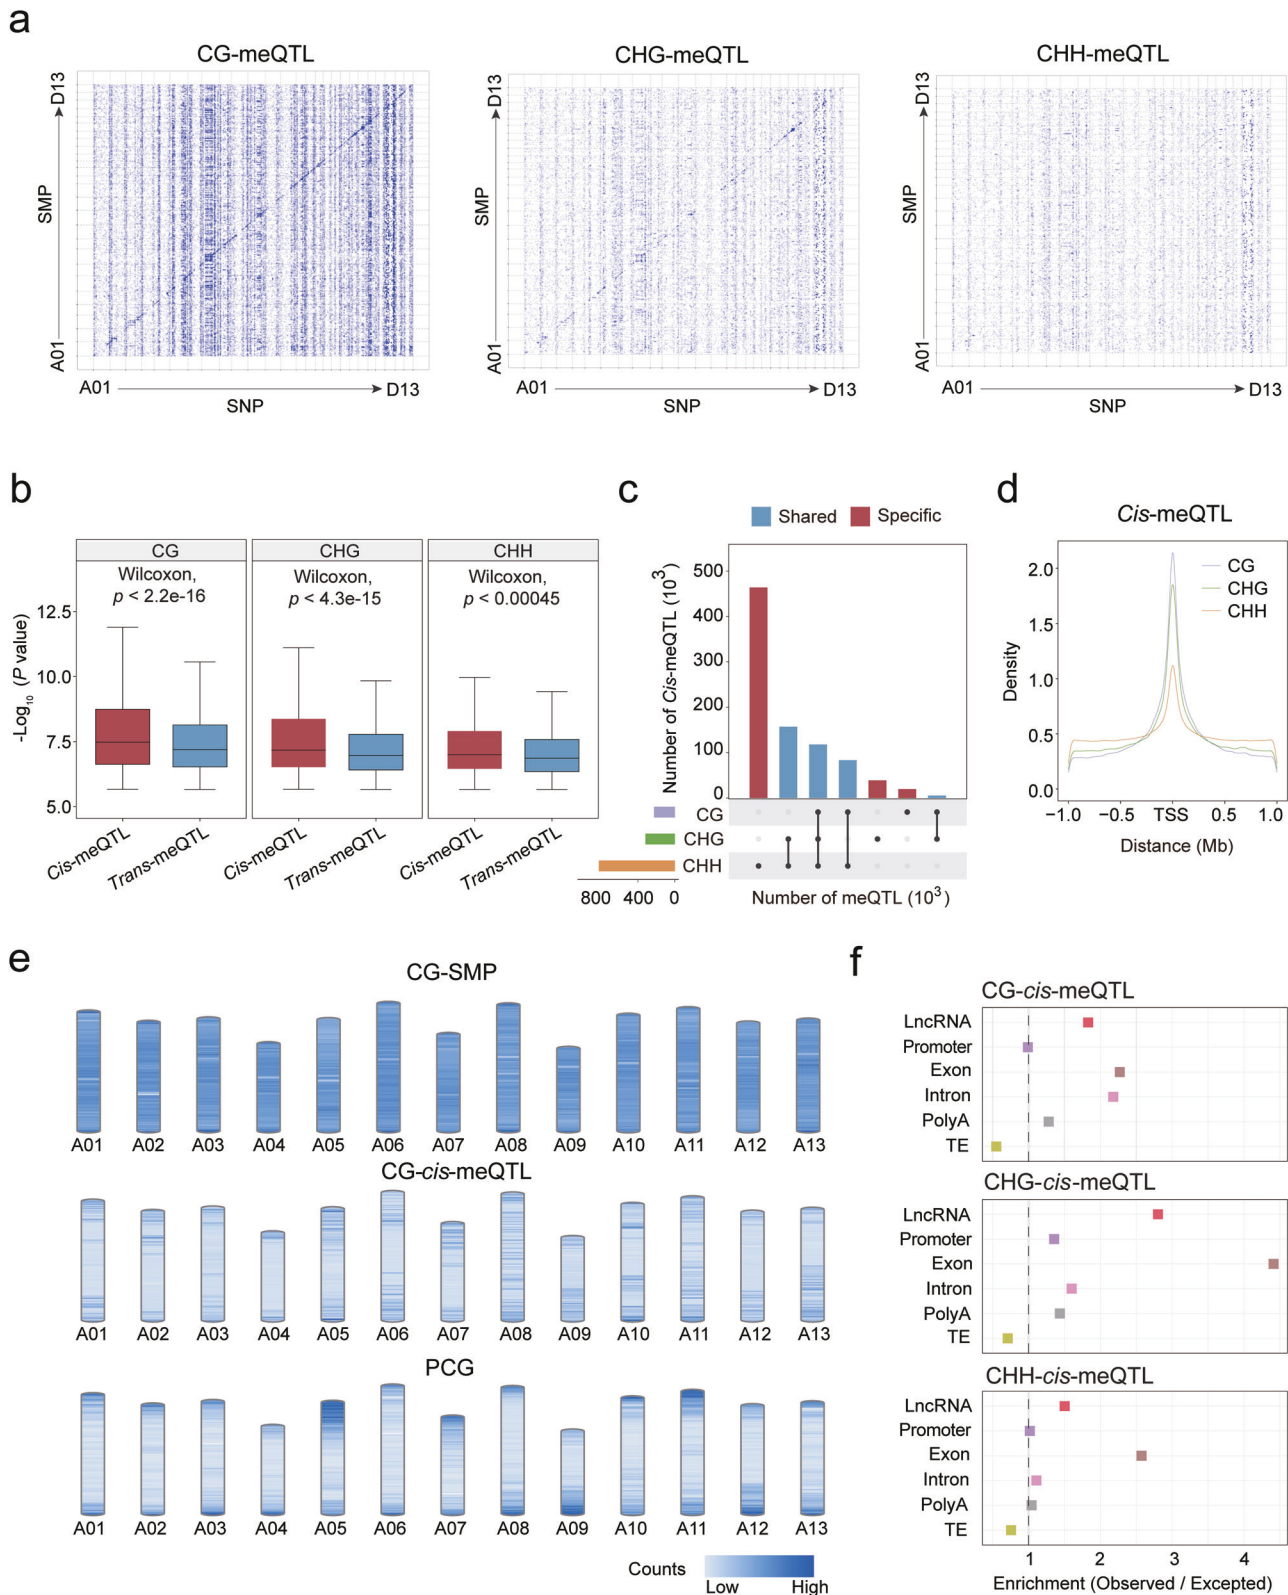 a
CG-meQTL
CHG-meQTL
CHH-meQTL
D13
SMP
A01
A01
D13
SNP
D13
SMP
A01
A01
D13
SNP
D13
SMP
A01
A01
D13
SNP
b
CG
CHG
CHH
Wilcoxon,
p < 2.2e-16
Wilcoxon,
p < 4.3e-15
Wilcoxon,
p < 0.00045
-Log10 (P value)
12.5
10.0
7.5
5.0
Cis-meQTL
Trans-meQTL
Cis-meQTL
Trans-meQTL
Cis-meQTL
Trans-meQTL
c
Shared
Specific
Number of Cis-meQTL (10^3)
500
400
300
200
100
0
CG
CHG
CHH
800 400 0
Number of meQTL (10^3)
d
Cis-meQTL
CG
CHG
CHH
Density
2.0
1.5
1.0
0.5
0.0
−1.0 −0.5 TSS 0.5 1.0
Distance (Mb)
e
CG-SMP
A01 A02 A03 A04 A05 A06 A07 A08 A09 A10 A11 A12 A13
CG-cis-meQTL
A01 A02 A03 A04 A05 A06 A07 A08 A09 A10 A11 A12 A13
PCG
A01 A02 A03 A04 A05 A06 A07 A08 A09 A10 A11 A12 A13
Counts
Low High
f
CG-cis-meQTL
LncRNA
Promoter
Exon
Intron
PolyA
TE
CHG-cis-meQTL
LncRNA
Promoter
Exon
Intron
PolyA
TE
CHH-cis-meQTL
LncRNA
Promoter
Exon
Intron
PolyA
TE
1 2 3 4
Enrichment (Observed / Excepted)